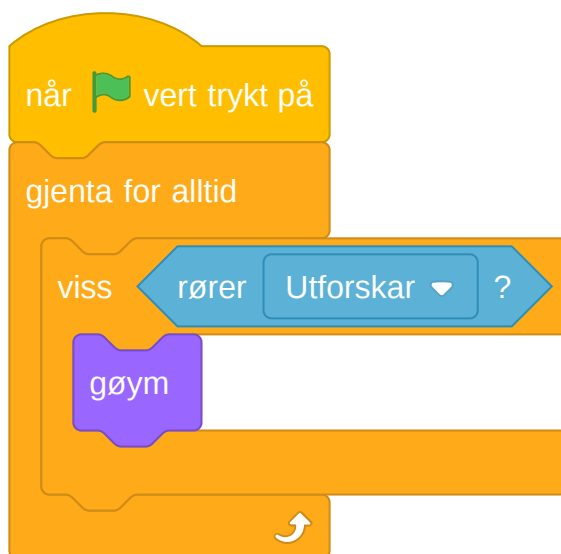 når vert trykt på
gjenta for alltid
viss rører Utforskar ?
gøym